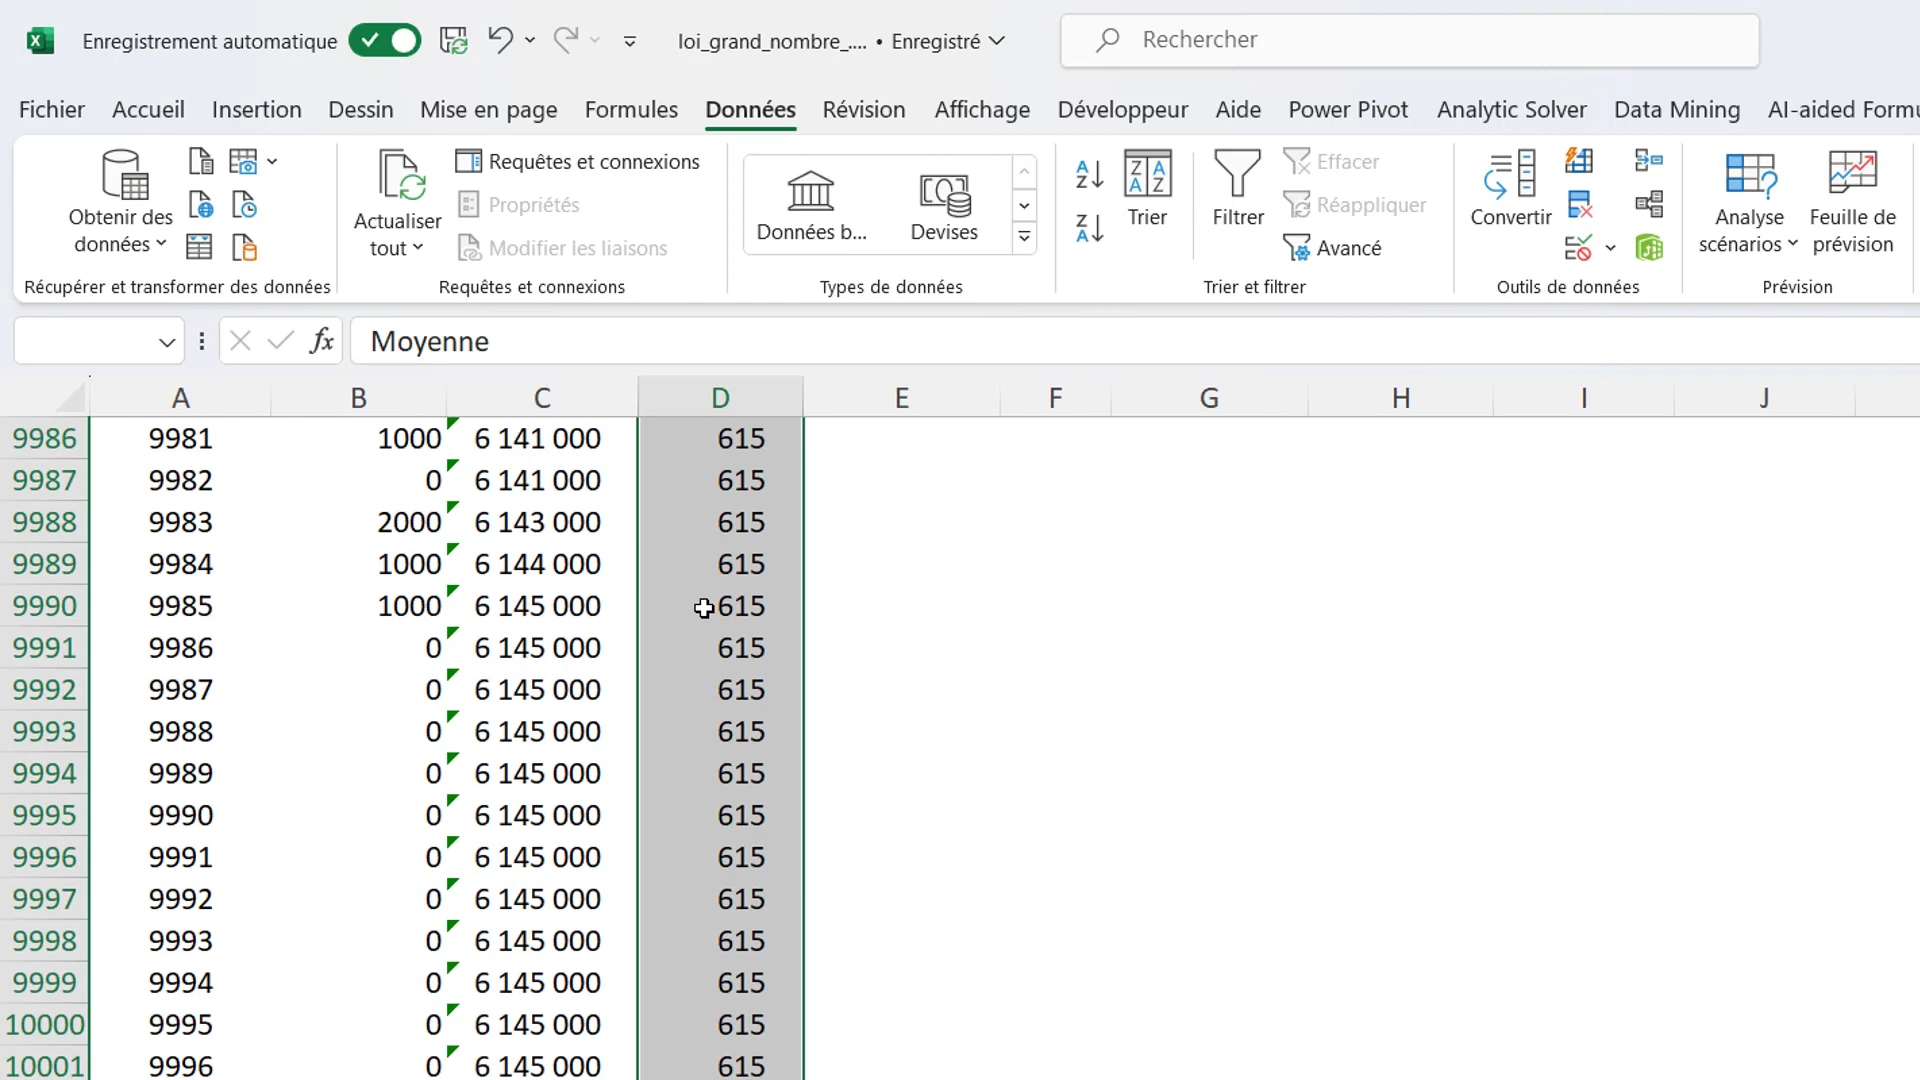 Enregistrement automatique
loi_grand_nombre_.... • Enregistré
Rechercher
Fichier Accueil Insertion Dessin Mise en page Formules Données Révision Affichage Développeur Aide Power Pivot Analytic Solver Data Mining AI-aided Formu
Obtenir des données
Actualiser tout
Requêtes et connexions
Propriétés
Modifier les liaisons
Données b...
Devises
Trier
Filtrer
Effacer
Réappliquer
Avancé
Convertir
Analyse scénarios
Feuille de prévision
Récupérer et transformer des données
Requêtes et connexions
Types de données
Trier et filtrer
Outils de données
Prévision
fx Moyenne
A B C D E F G H I J
9986 9981 1000 6 141 000 615
9987 9982 0 6 141 000 615
9988 9983 2000 6 143 000 615
9989 9984 1000 6 144 000 615
9990 9985 1000 6 145 000 615
9991 9986 0 6 145 000 615
9992 9987 0 6 145 000 615
9993 9988 0 6 145 000 615
9994 9989 0 6 145 000 615
9995 9990 0 6 145 000 615
9996 9991 0 6 145 000 615
9997 9992 0 6 145 000 615
9998 9993 0 6 145 000 615
9999 9994 0 6 145 000 615
10000 9995 0 6 145 000 615
10001 9996 0 6 145 000 615